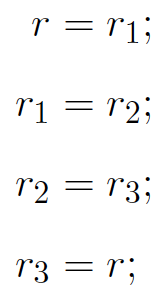 r = r₁;
r₁ = r₂;
r₂ = r₃;
r₃ = r;